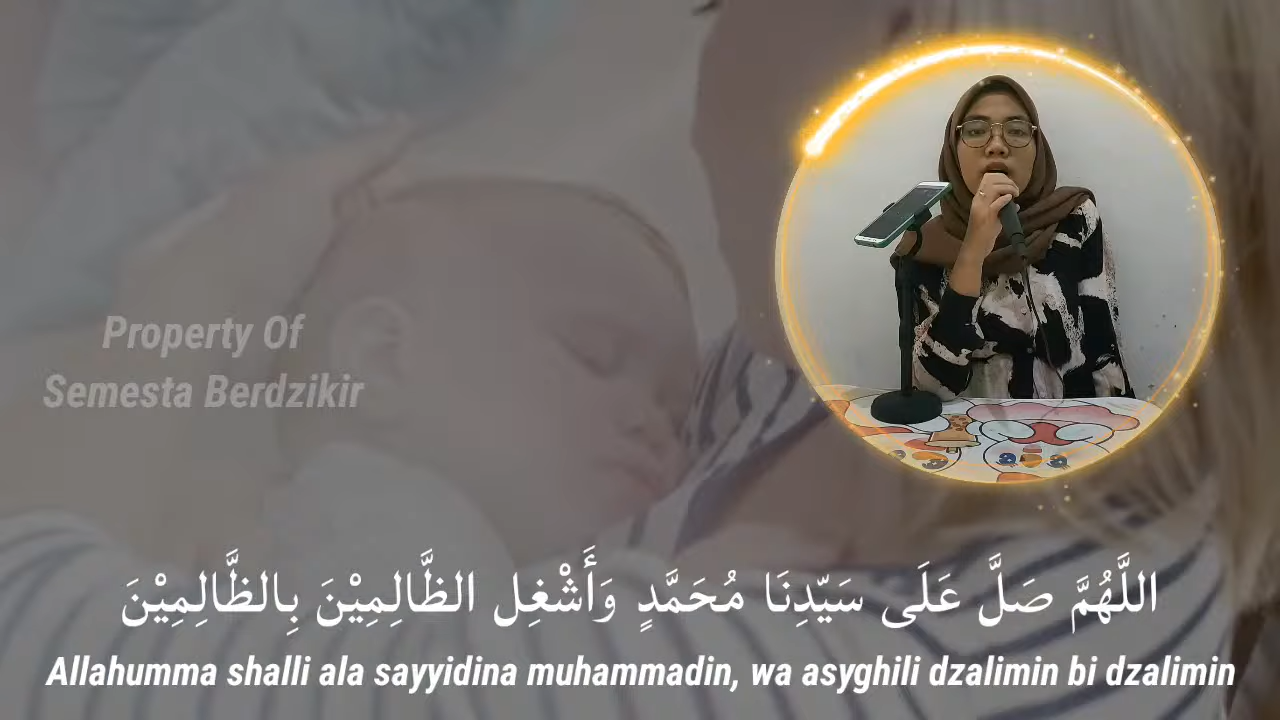 Property Of
Semesta Berdzikir
اللَّهُمَّ صَلَّ عَلَى سَيّدِنَا مُحَمَّدٍ وَأَشْغِل الظَّالِمِيْنَ بِالظَّالِمِيْنَ
Allahumma shalli ala sayyidina muhammadin, wa asyghili dzalimin bi dzalimin